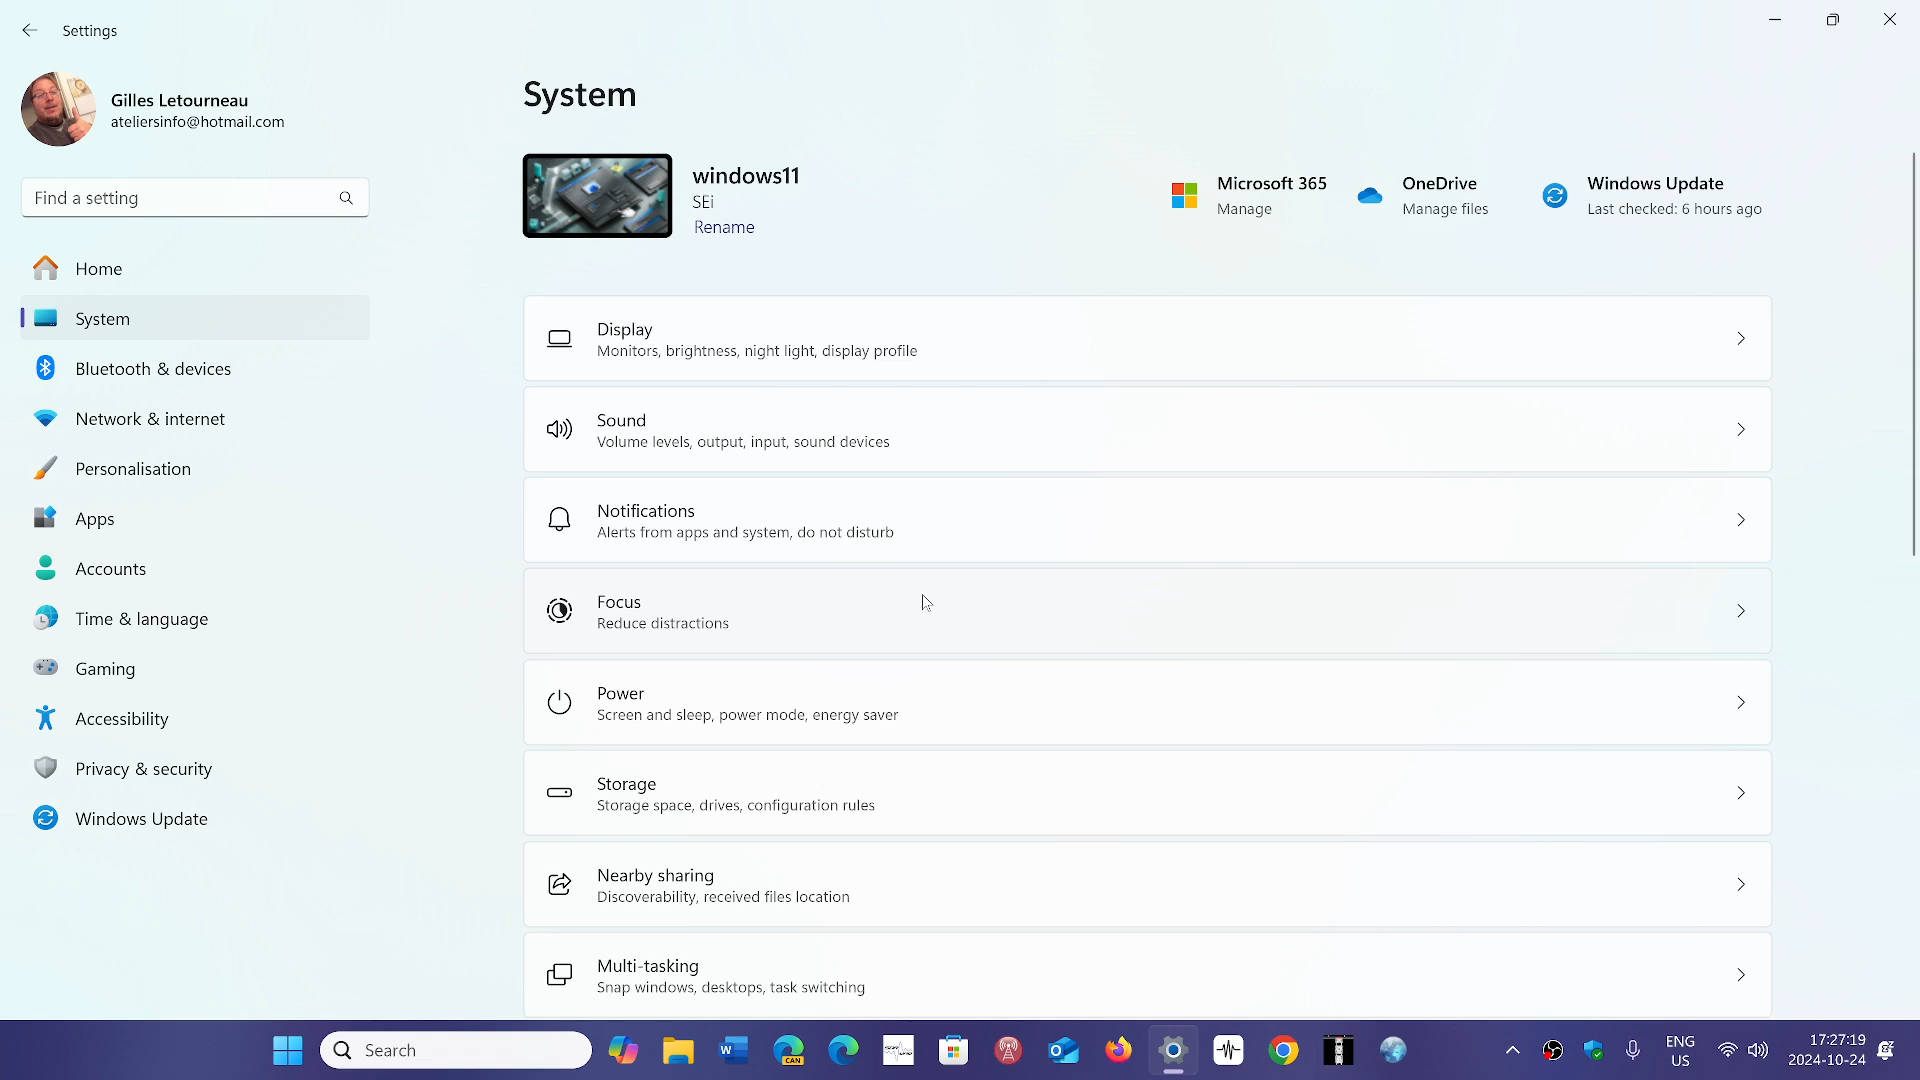 Settings
Gilles Letourneau
ateliersinfo@hotmail.com
Find a setting
Home
System
Bluetooth & devices
Network & internet
Personalisation
Apps
Accounts
Time & language
Gaming
Accessibility
Privacy & security
Windows Update
System
windows11
SEi
Rename
Microsoft 365
Manage
OneDrive
Manage files
Windows Update
Last checked: 6 hours ago
Display
Monitors, brightness, night light, display profile
Sound
Volume levels, output, input, sound devices
Notifications
Alerts from apps and system, do not disturb
Focus
Reduce distractions
Power
Screen and sleep, power mode, energy saver
Storage
Storage space, drives, configuration rules
Nearby sharing
Discoverability, received files location
Multi-tasking
Snap windows, desktops, task switching
Search
W
CAN
ENG
US
17:27:19
2024-10-24